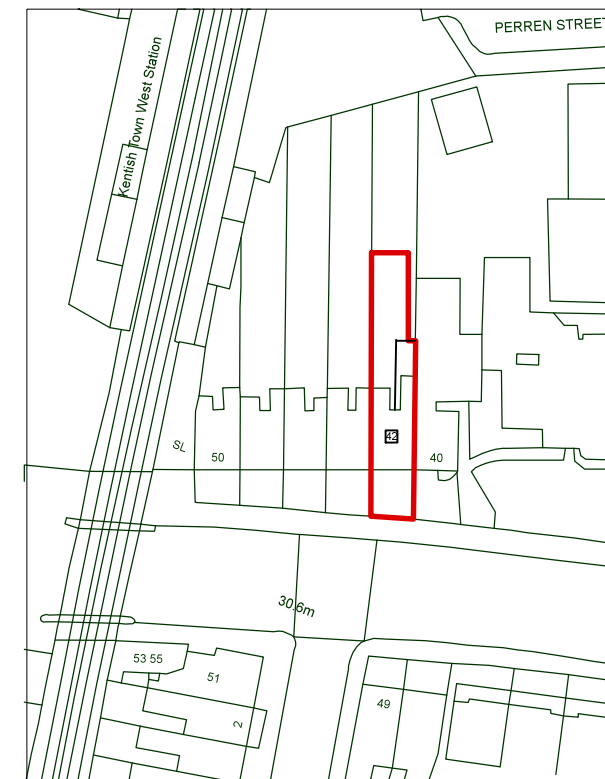 PERREN STREET
Kentish Town West Station
42
SL
50
40
30.6m
53 55
51
2
49